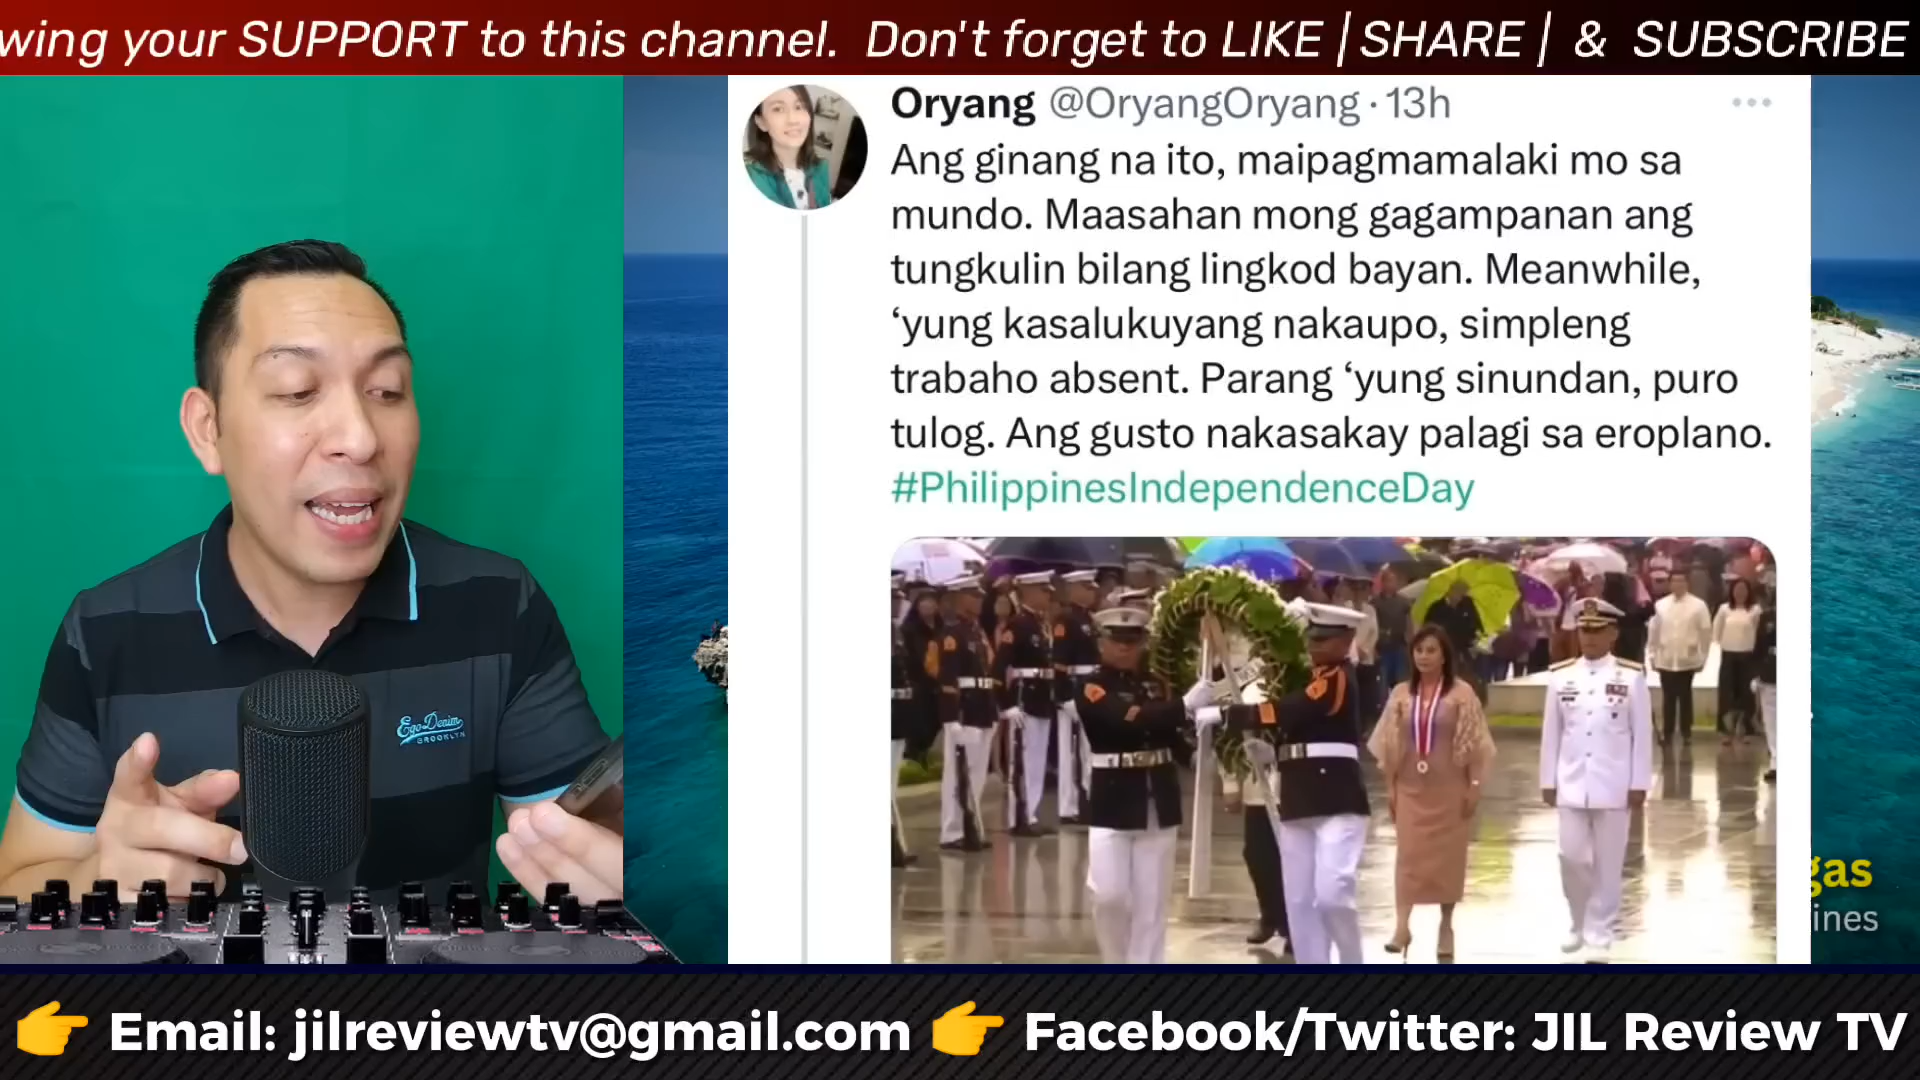 wing your SUPPORT to this channel. Don't forget to LIKE | SHARE | & SUBSCRIBE
Oryang @OryangOryang · 13h
Ang ginang na ito, maipagmamalaki mo sa
mundo. Maasahan mong gagampanan ang
tungkulin bilang lingkod bayan. Meanwhile,
‘yung kasalukuyang nakaupo, simpleng
trabaho absent. Parang ‘yung sinundan, puro
tulog. Ang gusto nakasakay palagi sa eroplano.
#PhilippinesIndependenceDay
Ego Denim
BROOKLYN
gas
ines
👉 Email: jilreviewtv@gmail.com 👉 Facebook/Twitter: JIL Review TV